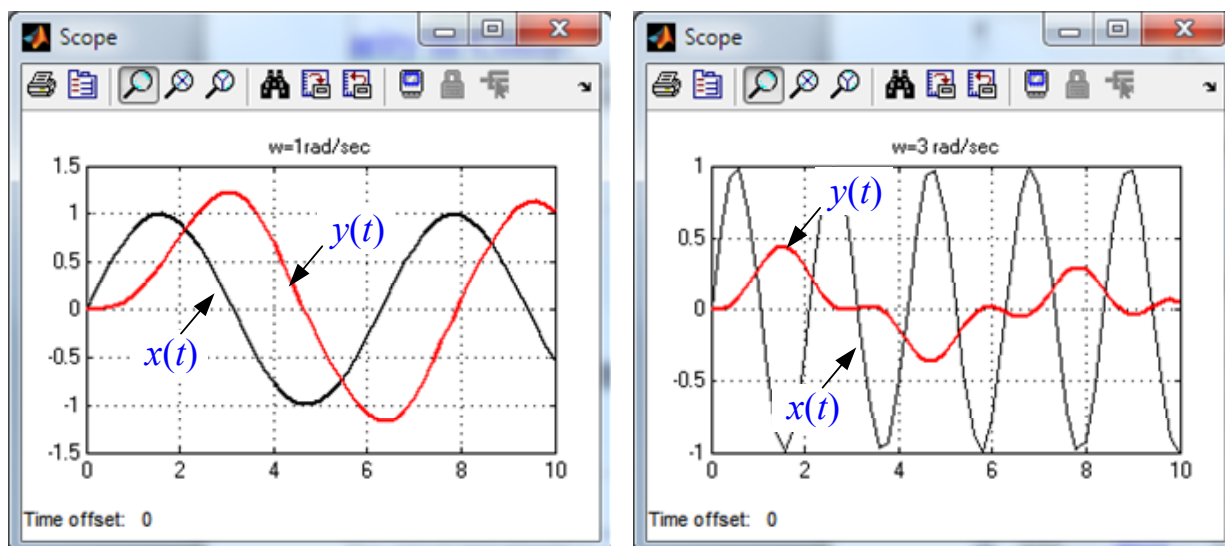 Scope
w=1rad/sec
1.5
1
0.5
0
-0.5
-1
-1.5
0 2 4 6 8 10
y(t)
x(t)
Time offset: 0
Scope
w=3 rad/sec
1
0.5
0
-0.5
-1
0 2 4 6 8 10
y(t)
x(t)
Time offset: 0